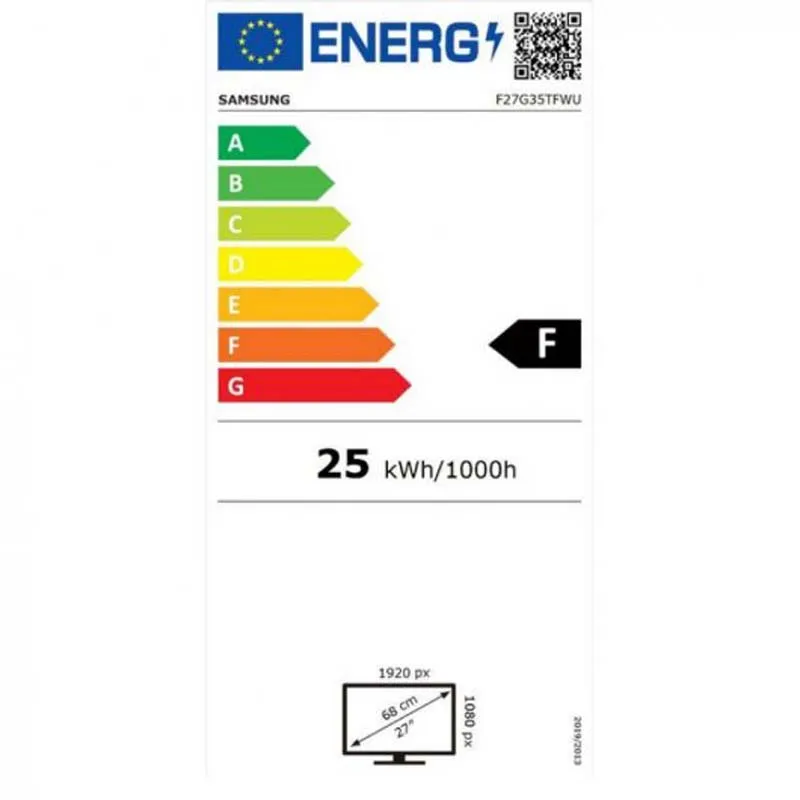 ENERG
SAMSUNG F27G35TFWU
A
B
C
D
E
F
F
G
25 kWh/1000h
1920 px
68 cm
27"
1080 px
2019/2013